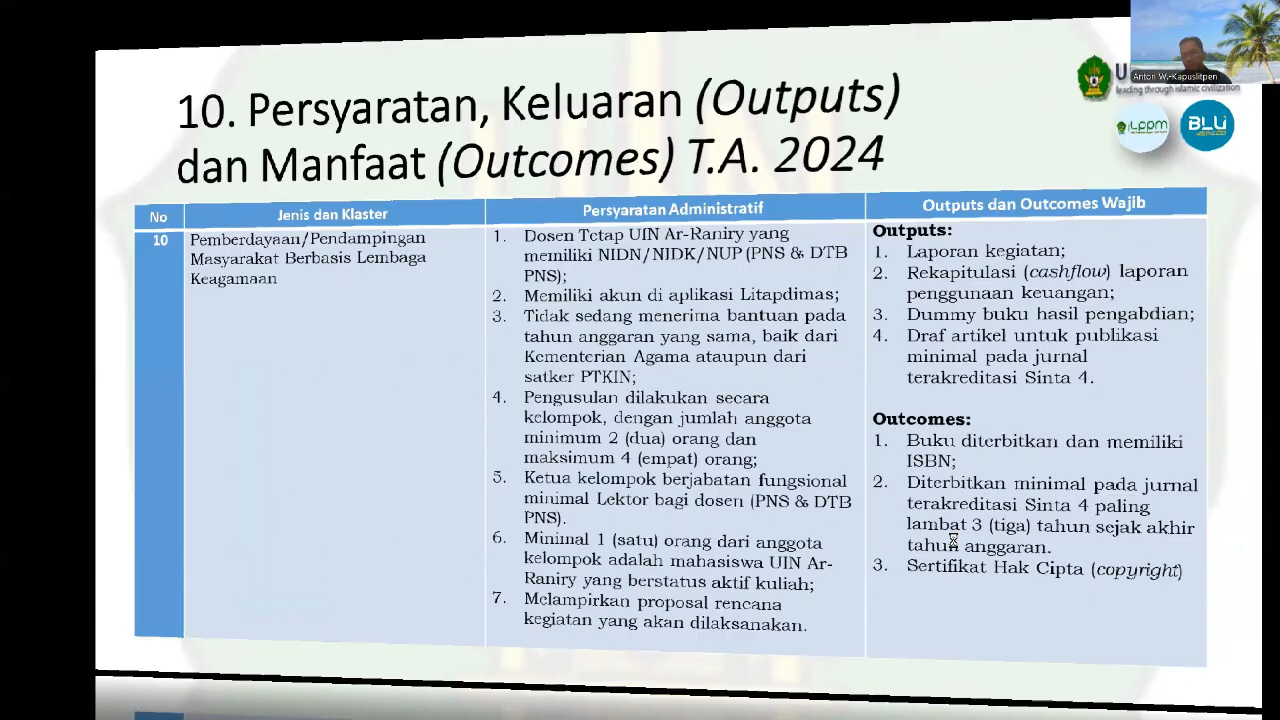 10. Persyaratan, Keluaran (Outputs)
dan Manfaat (Outcomes) T.A. 2024
Anton W.-Kapuslitpen
leading through islamic civilization
LPPM
BLU
No
Jenis dan Klaster
Persyaratan Administratif
Outputs dan Outcomes Wajib
10
Pemberdayaan/Pendampingan
Masyarakat Berbasis Lembaga
Keagamaan
1. Dosen Tetap UIN Ar-Raniry yang
memiliki NIDN/NIDK/NUP (PNS & DTB
PNS);
2. Memiliki akun di aplikasi Litapdimas;
3. Tidak sedang menerima bantuan pada
tahun anggaran yang sama, baik dari
Kementerian Agama ataupun dari
satker PTKIN;
4. Pengusulan dilakukan secara
kelompok, dengan jumlah anggota
minimum 2 (dua) orang dan
maksimum 4 (empat) orang;
5. Ketua kelompok berjabatan fungsional
minimal Lektor bagi dosen (PNS & DTB
PNS).
6. Minimal 1 (satu) orang dari anggota
kelompok adalah mahasiswa UIN Ar-
Raniry yang berstatus aktif kuliah;
7. Melampirkan proposal rencana
kegiatan yang akan dilaksanakan.
Outputs:
1. Laporan kegiatan;
2. Rekapitulasi (cashflow) laporan
penggunaan keuangan;
3. Dummy buku hasil pengabdian;
4. Draf artikel untuk publikasi
minimal pada jurnal
terakreditasi Sinta 4.
Outcomes:
1. Buku diterbitkan dan memiliki
ISBN;
2. Diterbitkan minimal pada jurnal
terakreditasi Sinta 4 paling
lambat 3 (tiga) tahun sejak akhir
tahun anggaran.
3. Sertifikat Hak Cipta (copyright)